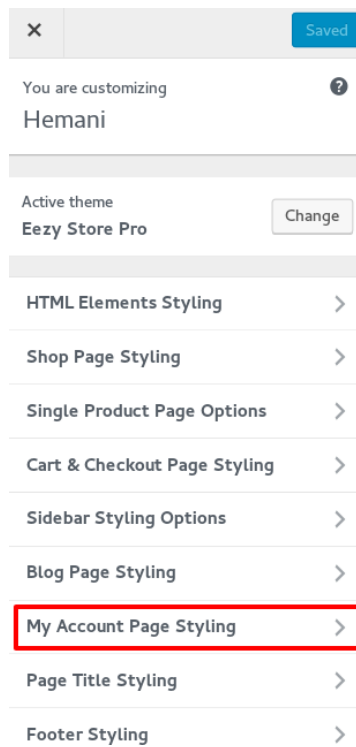 Saved
You are customizing
Hemani
Active theme
Eezy Store Pro
Change
HTML Elements Styling
Shop Page Styling
Single Product Page Options
Cart & Checkout Page Styling
Sidebar Styling Options
Blog Page Styling
My Account Page Styling
Page Title Styling
Footer Styling